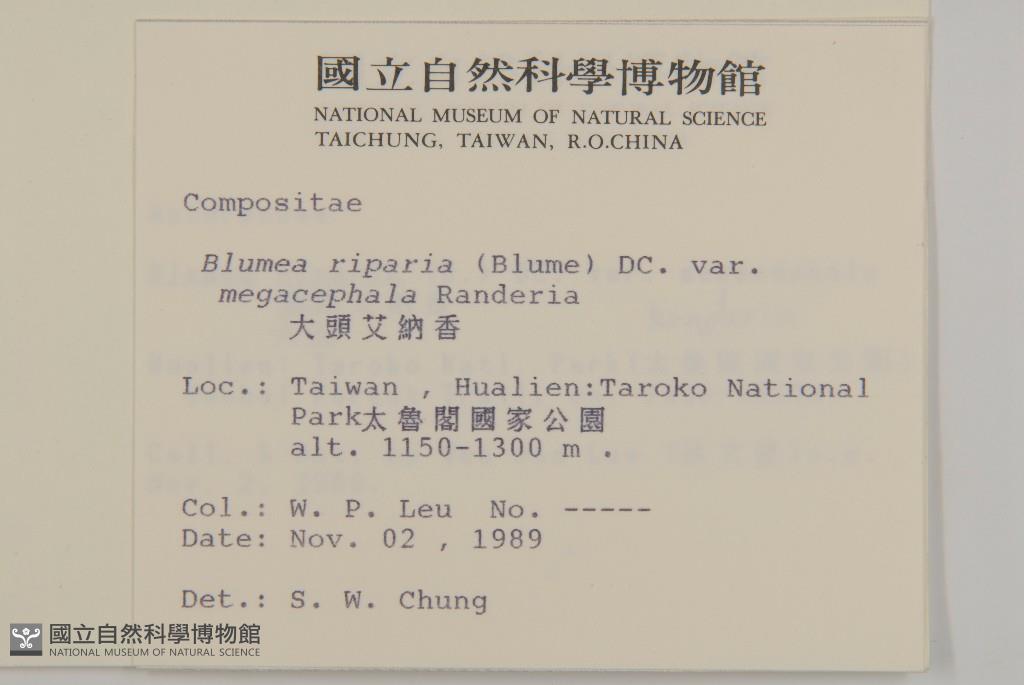 國立自然科學博物館
NATIONAL MUSEUM OF NATURAL SCIENCE
TAICHUNG, TAIWAN, R.O.CHINA
Compositae
Blumea riparia (Blume) DC. var.
megacephala Randeria
大頭艾納香
Loc.: Taiwan , Hualien:Taroko National
Park太魯閣國家公園
alt. 1150-1300 m .
Col.: W. P. Leu No. -----
Date: Nov. 02 , 1989
Det.: S. W. Chung
國立自然科學博物館
NATIONAL MUSEUM OF NATURAL SCIENCE